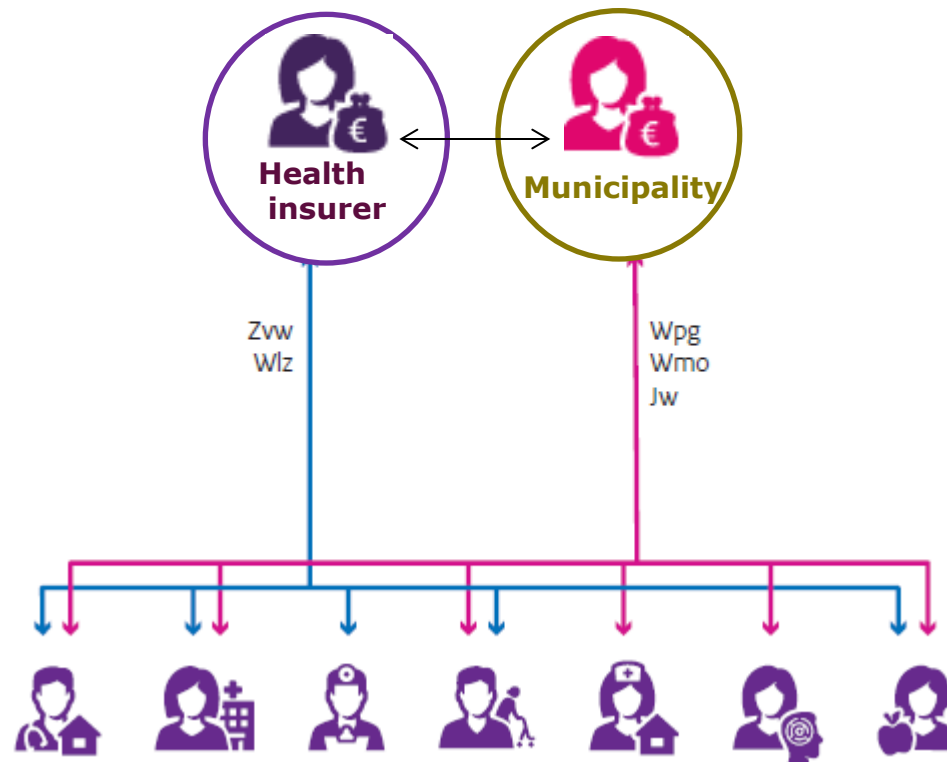 €
€
Health
insurer
Municipality
Zvw
Wlz
Wpg
Wmo
Jw